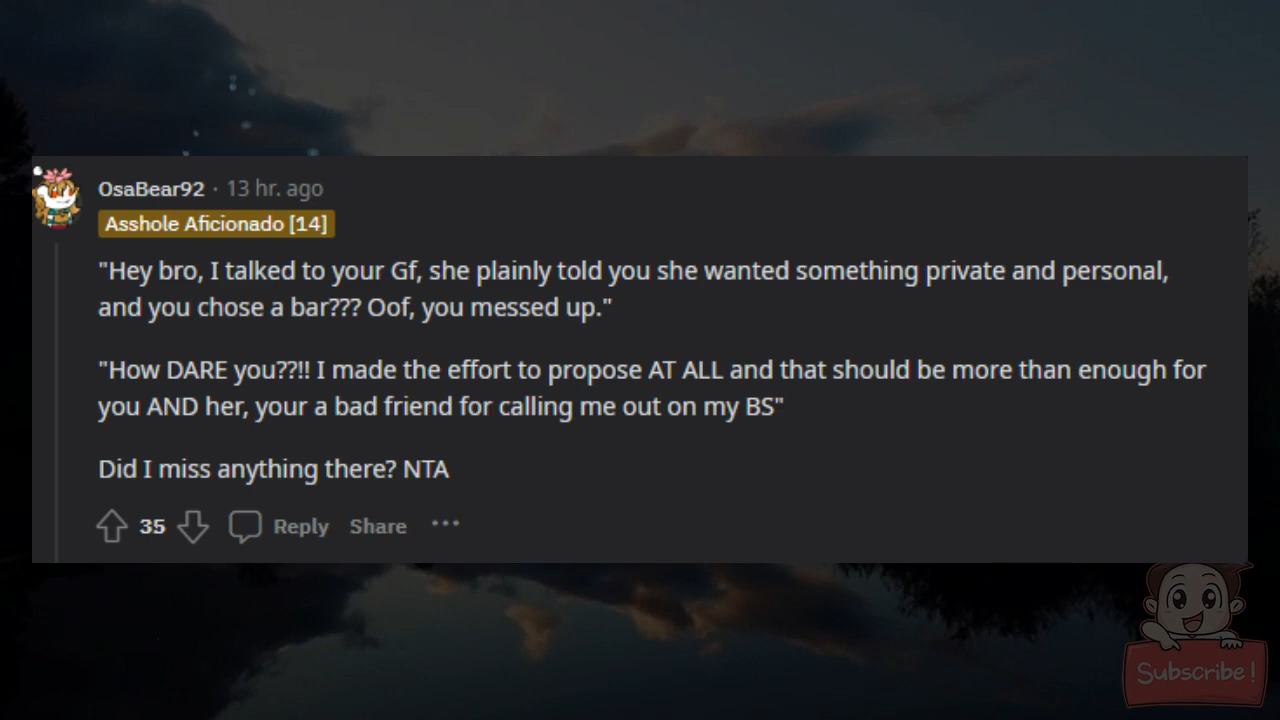 OsaBear92 · 13 hr. ago
Asshole Aficionado [14]
"Hey bro, I talked to your Gf, she plainly told you she wanted something private and personal,
and you chose a bar??? Oof, you messed up."
"How DARE you??!! I made the effort to propose AT ALL and that should be more than enough for
you AND her, your a bad friend for calling me out on my BS"
Did I miss anything there? NTA
35 Reply Share ···
Subscribe!